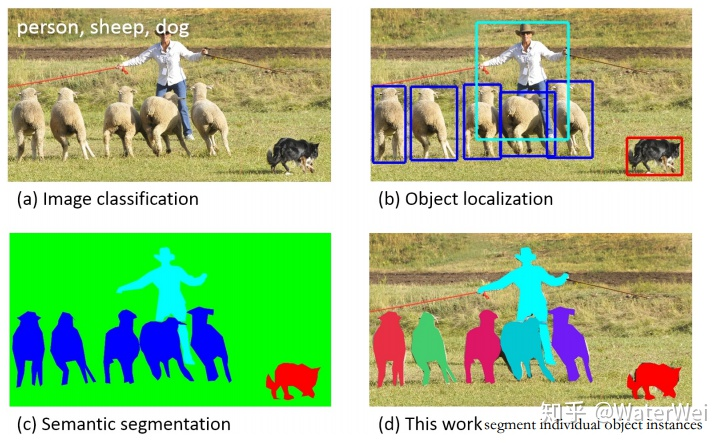 person, sheep, dog
(a) Image classification
(b) Object localization
(c) Semantic segmentation
(d) This work segment individual object instances
知乎 @WaterWei